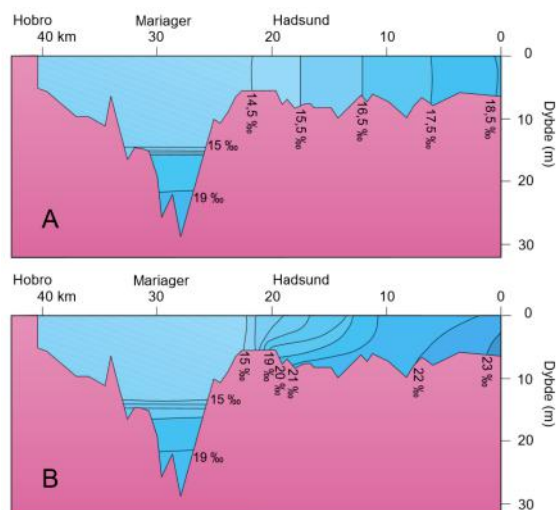 Hobro Mariager Hadsund
40 km 30 20 10 0
0
10
20
30
Dybde (m)
15 ‰
19 ‰
14,5 ‰
15,5 ‰
16,5 ‰
17,5 ‰
18,5 ‰
A
Hobro Mariager Hadsund
40 km 30 20 10 0
0
10
20
30
Dybde (m)
15 ‰
19 ‰
15 ‰
19 ‰
20 ‰
21 ‰
22 ‰
23 ‰
B